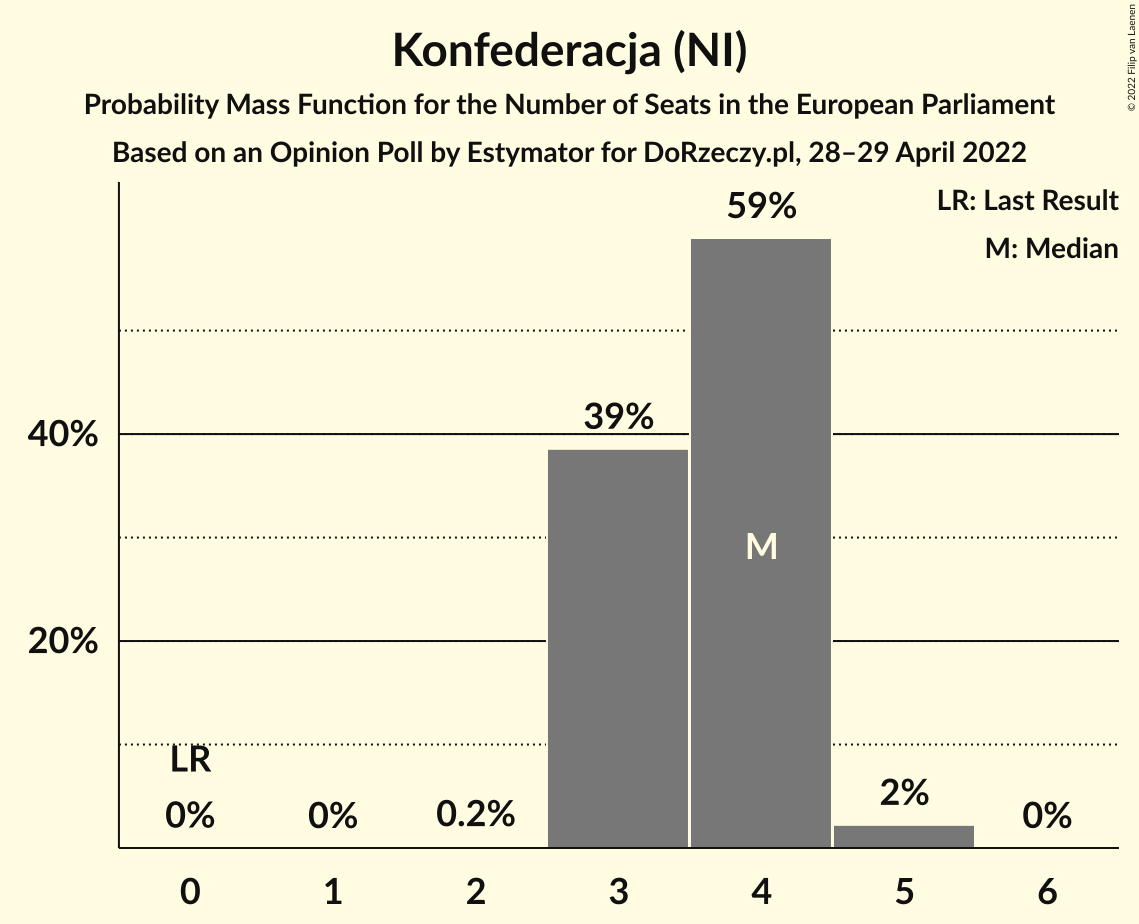 Konfederacja (NI)
Probability Mass Function for the Number of Seats in the European Parliament
Based on an Opinion Poll by Estymator for DoRzeczy.pl, 28–29 April 2022
© 2022 Filip van Laenen
LR: Last Result
M: Median
59%
39%
40%
M
20%
LR
0%
0%
0.2%
2%
0%
0 1 2 3 4 5 6